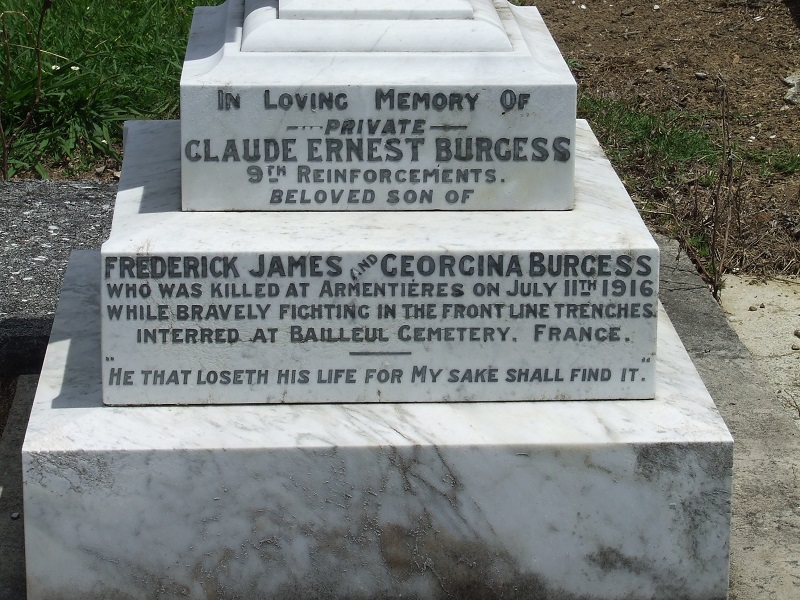 In Loving Memory Of
PRIVATE
CLAUDE ERNEST BURGESS
9TH REINFORCEMENTS.
BELOVED SON OF
FREDERICK JAMES AND GEORGINA BURGESS
WHO WAS KILLED AT ARMENTIÈRES ON JULY 11TH 1916
WHILE BRAVELY FIGHTING IN THE FRONT LINE TRENCHES.
INTERRED AT BAILLEUL CEMETERY, FRANCE.
"HE THAT LOSETH HIS LIFE FOR MY SAKE SHALL FIND IT."